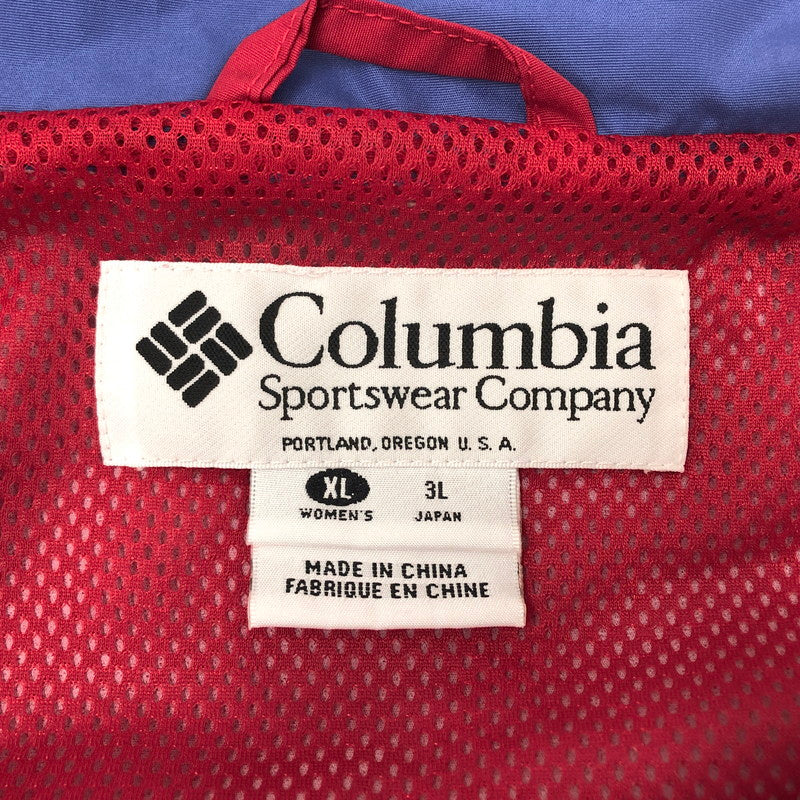 Columbia
Sportswear Company
PORTLAND, OREGON U. S. A.
XL 3L
WOMEN'S JAPAN
MADE IN CHINA
FABRIQUE EN CHINE